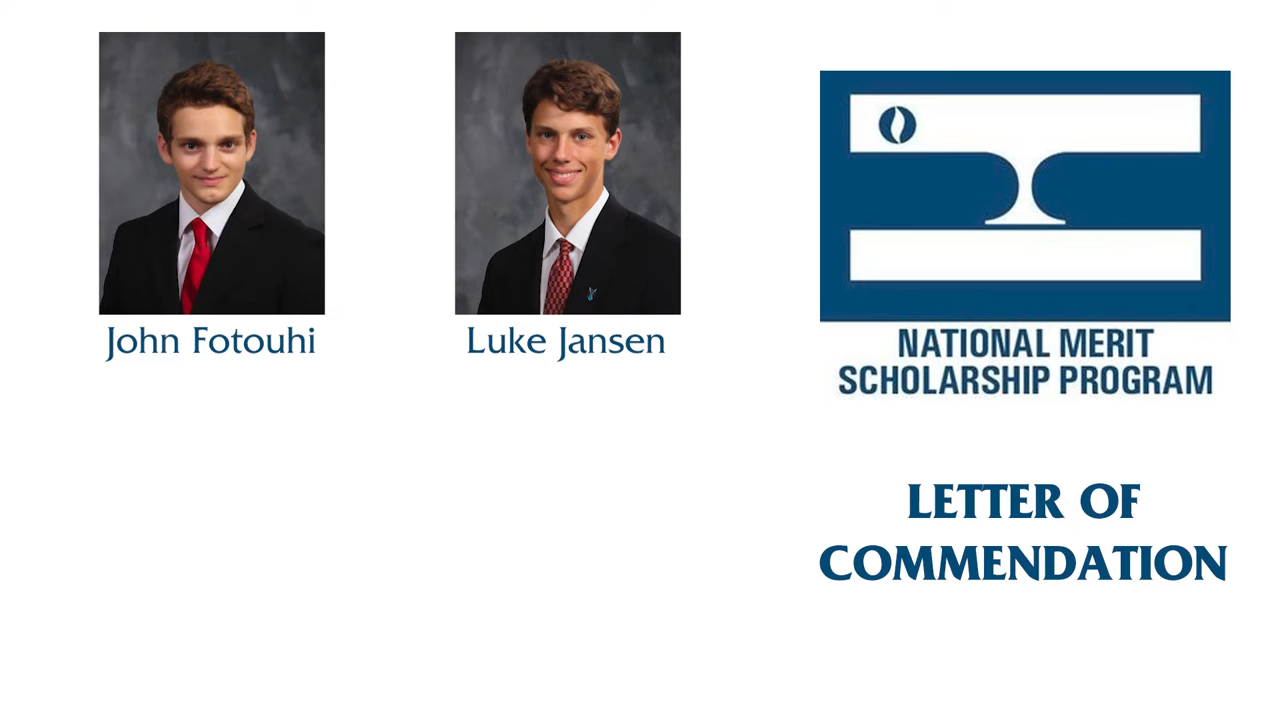 John Fotouhi
Luke Jansen
NATIONAL MERIT
SCHOLARSHIP PROGRAM
LETTER OF
COMMENDATION